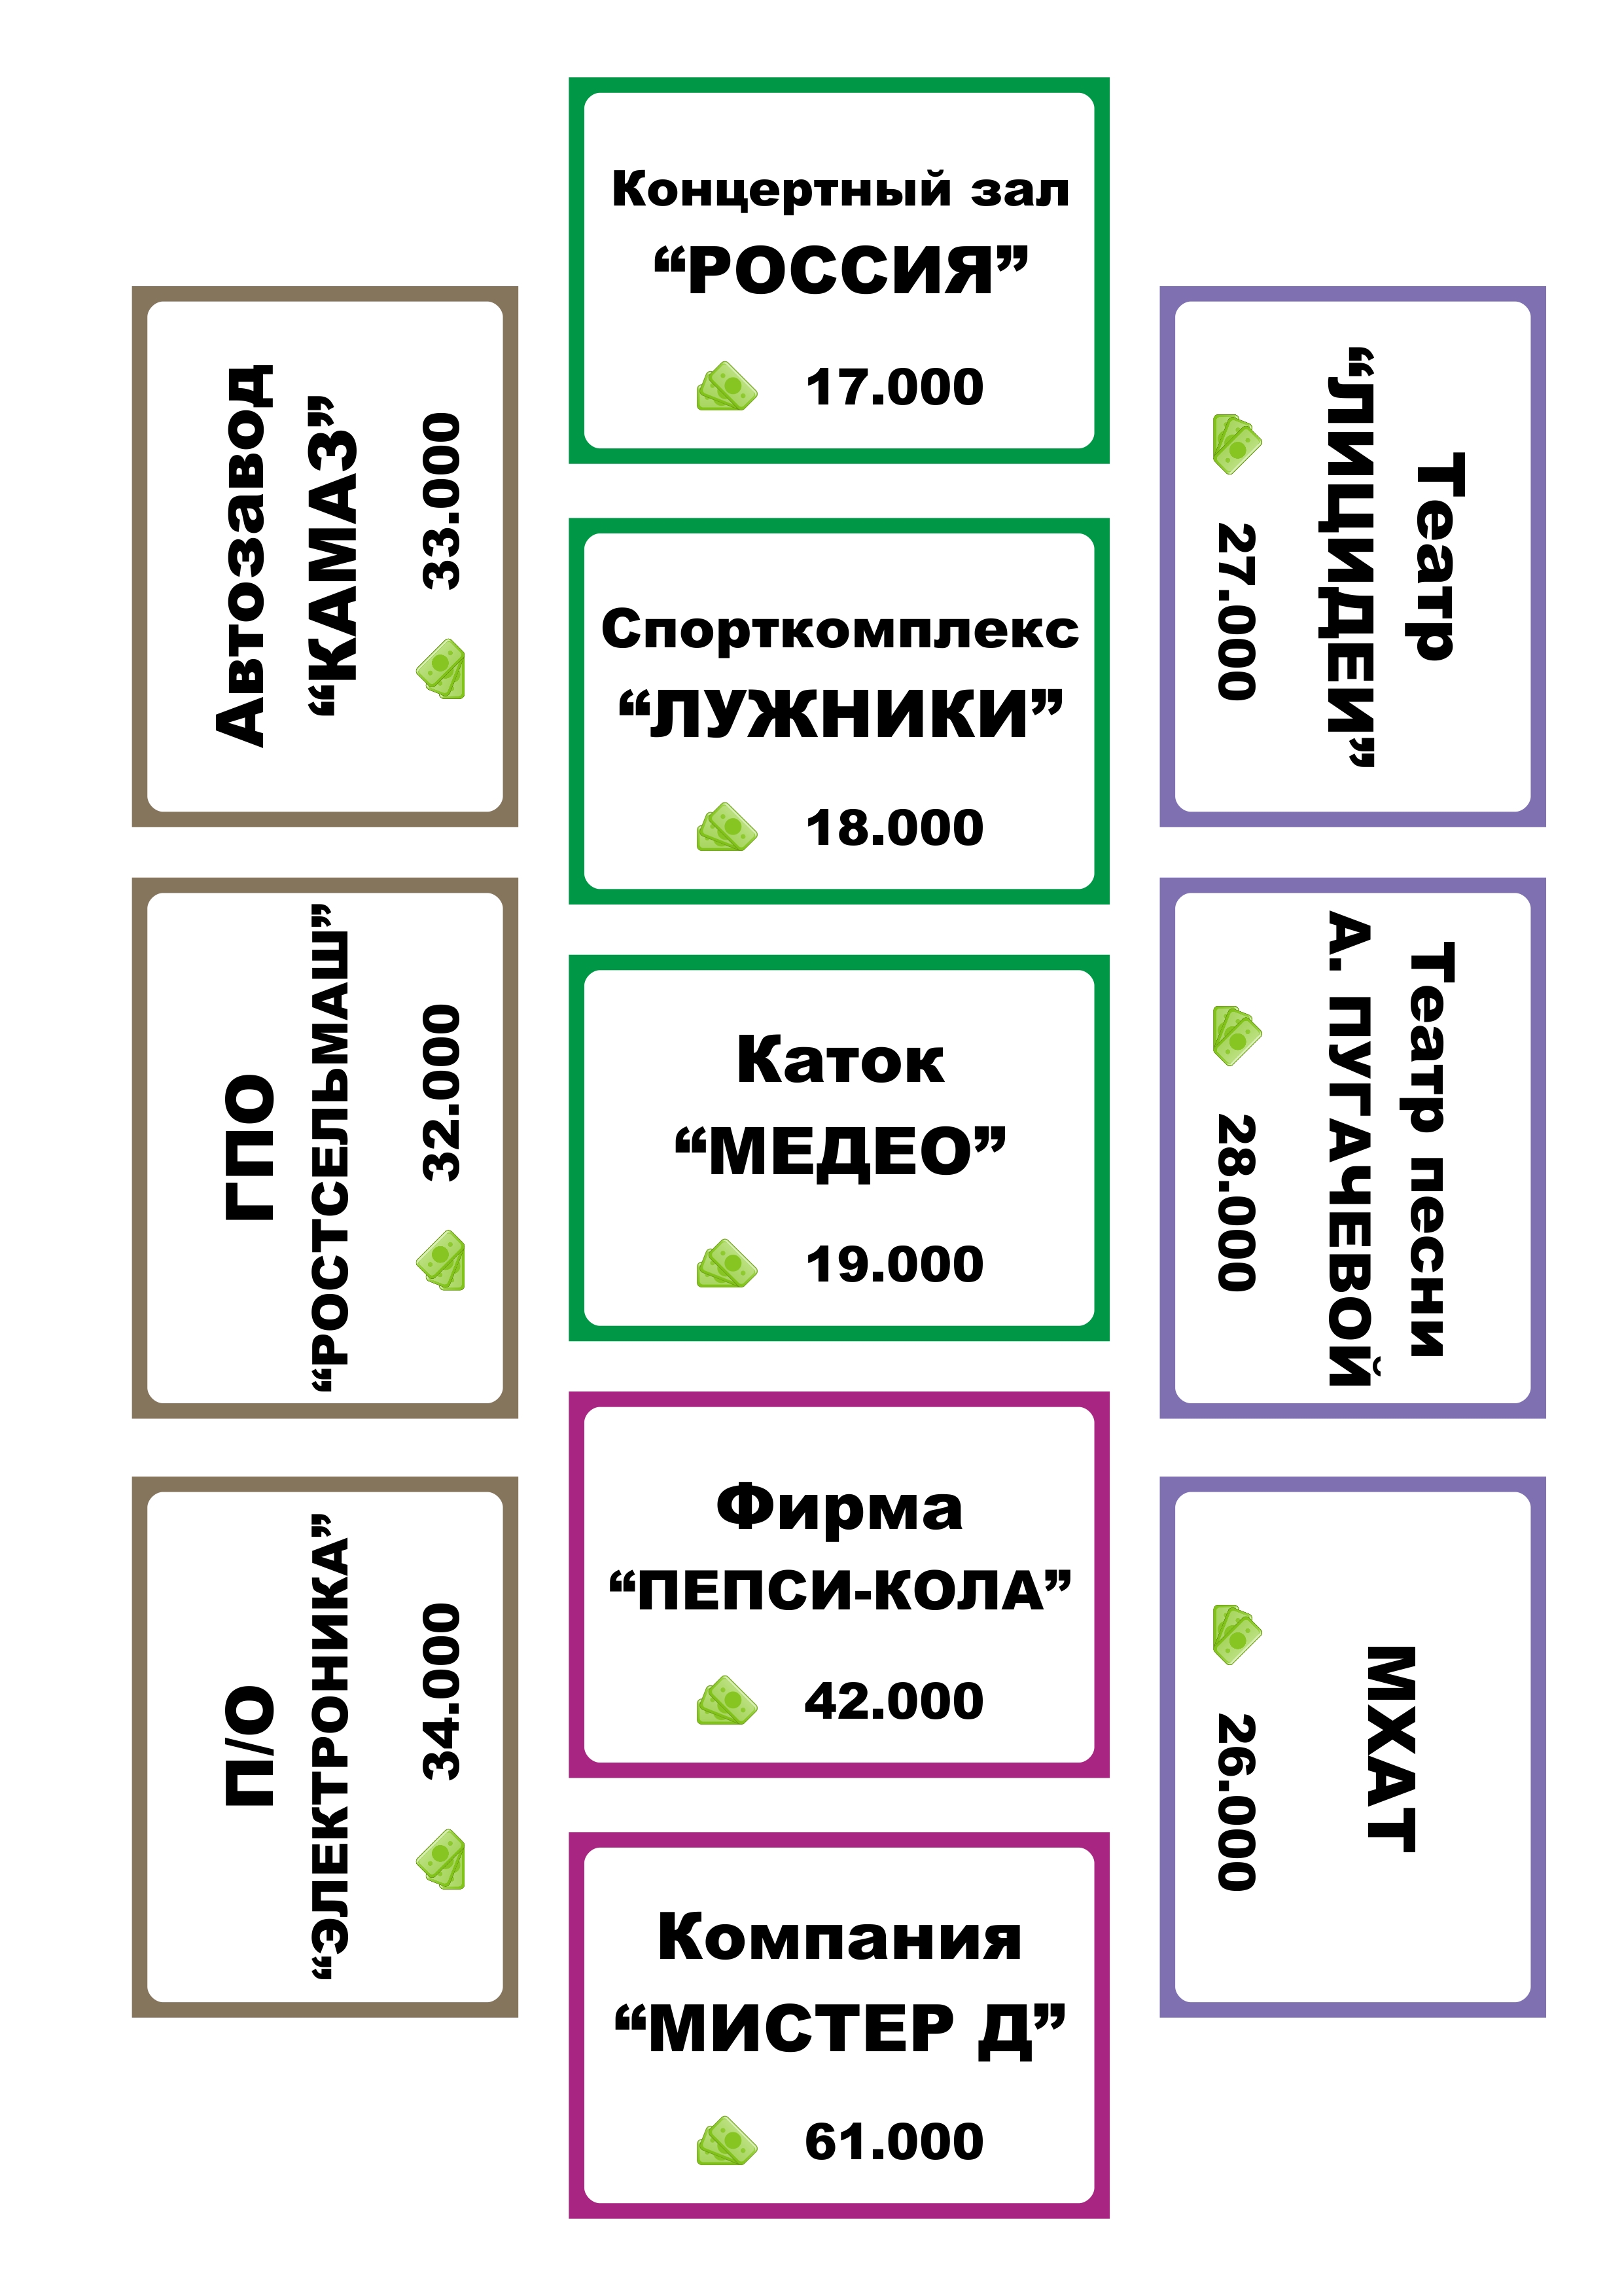 Концертный зал
“РОССИЯ”
17.000
Спорткомплекс
“ЛУЖНИКИ”
18.000
Каток
“МЕДЕО”
19.000
Фирма
“ПЕПСИ-КОЛА”
42.000
Компания
“МИСТЕР Д”
61.000
Автозавод
“КАМАЗ”
33.000
ГПО
“РОСТСЕЛЬМАШ”
32.000
П/О
“ЭЛЕКТРОНИКА”
34.000
Театр
“ЛИЦИДЕИ”
27.000
Театр песни
А. ПУГАЧЕВОЙ
28.000
МХАТ
26.000